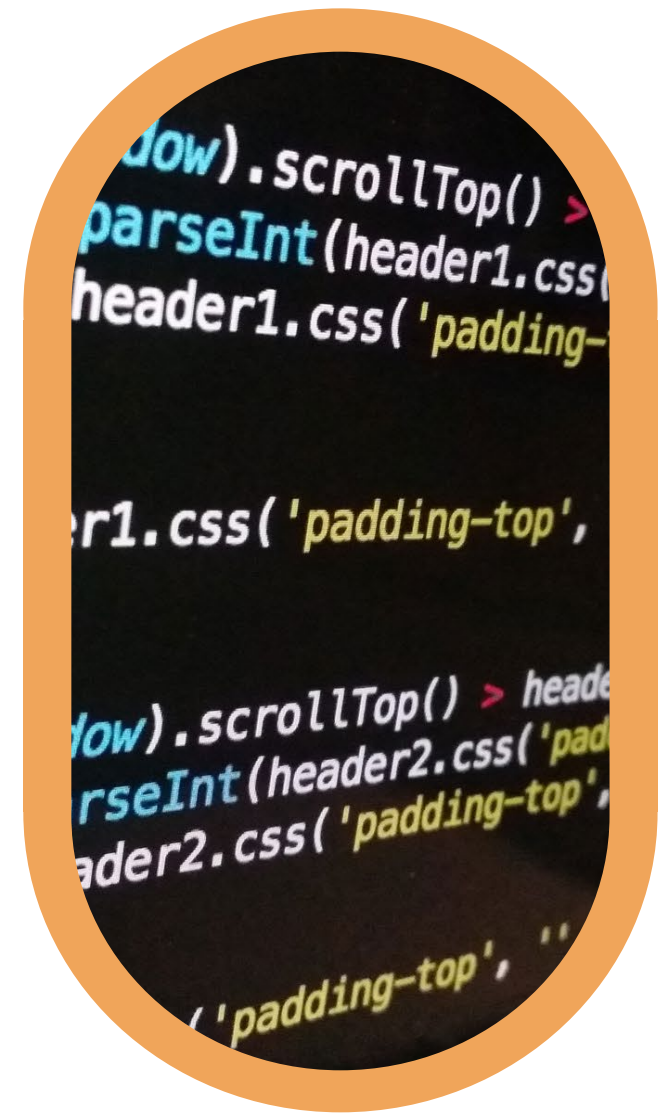 dow).scrollTop() >
parseInt(header1.css(
header1.css('padding-
er1.css('padding-top',
dow).scrollTop() > heade
rseInt(header2.css('pad
ader2.css('padding-top',
('padding-top', ''